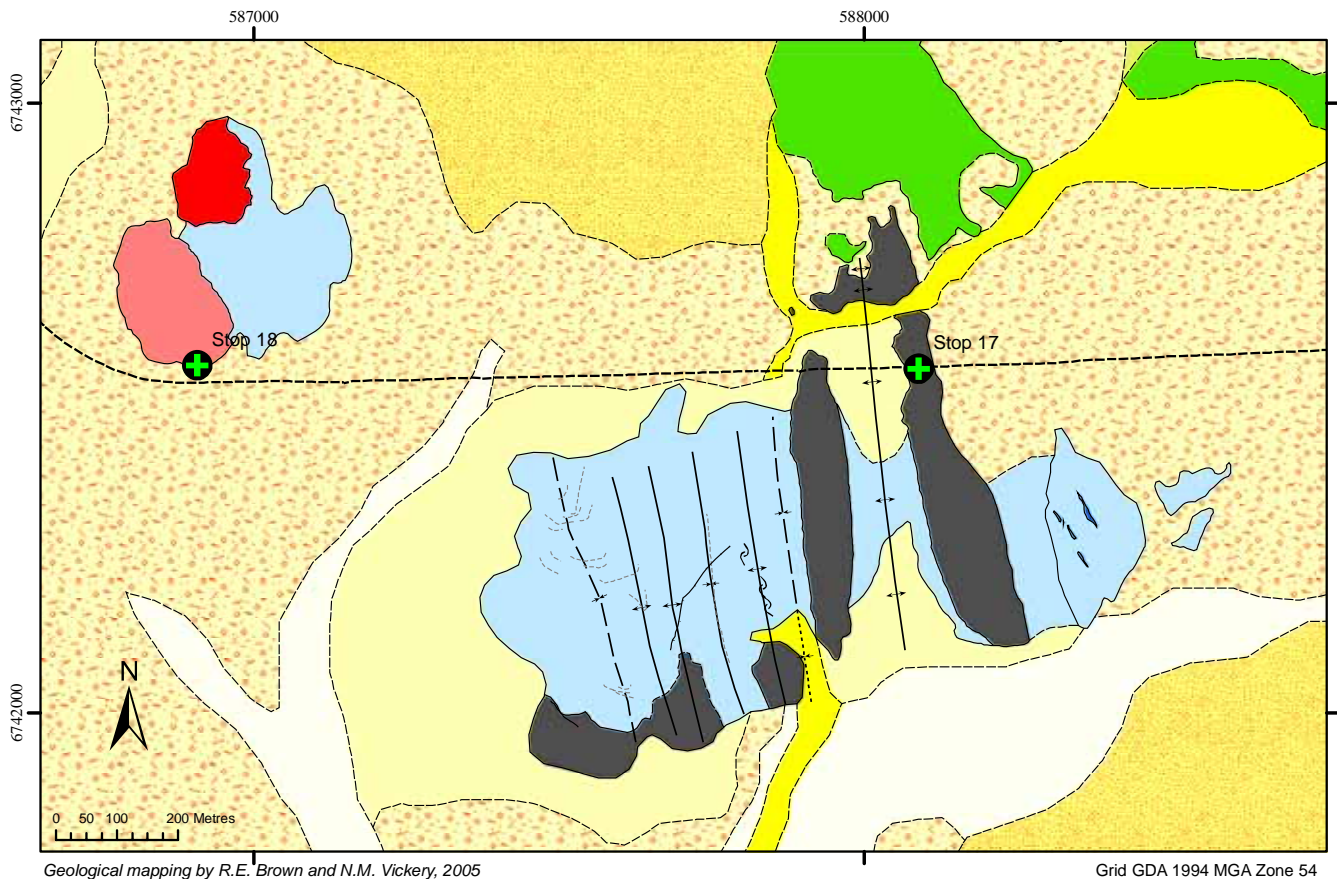 587000 588000
6743000
Stop 18
Stop 17
6742000
N
0 50 100 200 Metres
Geological mapping by R.E. Brown and N.M. Vickery, 2005 Grid GDA 1994 MGA Zone 54